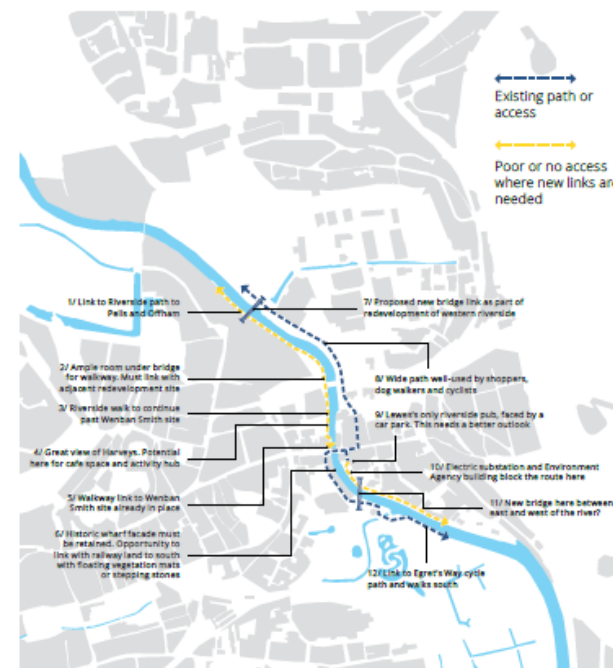 Existing path or
access
Poor or no access
where new links are
needed
1/ Link to Riverside path to
Pells and Offham
7/ Proposed new bridge link as part of
redevelopment of western riverside
2/ Ample room under bridge
for walkway. Must link with
adjacent redevelopment site
8/ Wide path well-used by shoppers,
dog walkers and cyclists
3/ Riverside walk to continue
past Wenban Smith site
9/ Lewes's only riverside pub, faced by a
car park. This needs a better outlook
4/ Great view of Harveys. Potential
here for cafe space and activity hub
10/ Electric substation and Environment
Agency building block the route here
5/ Walkway link to Wenban
Smith site already in place
11/ New bridge here between
east and west of the river?
6/ Historic wharf facade must
be retained. Opportunity to
link with railway land to south
with floating vegetation mats
or stepping stones
12/ Link to Egret's Way cycle
path and walks south